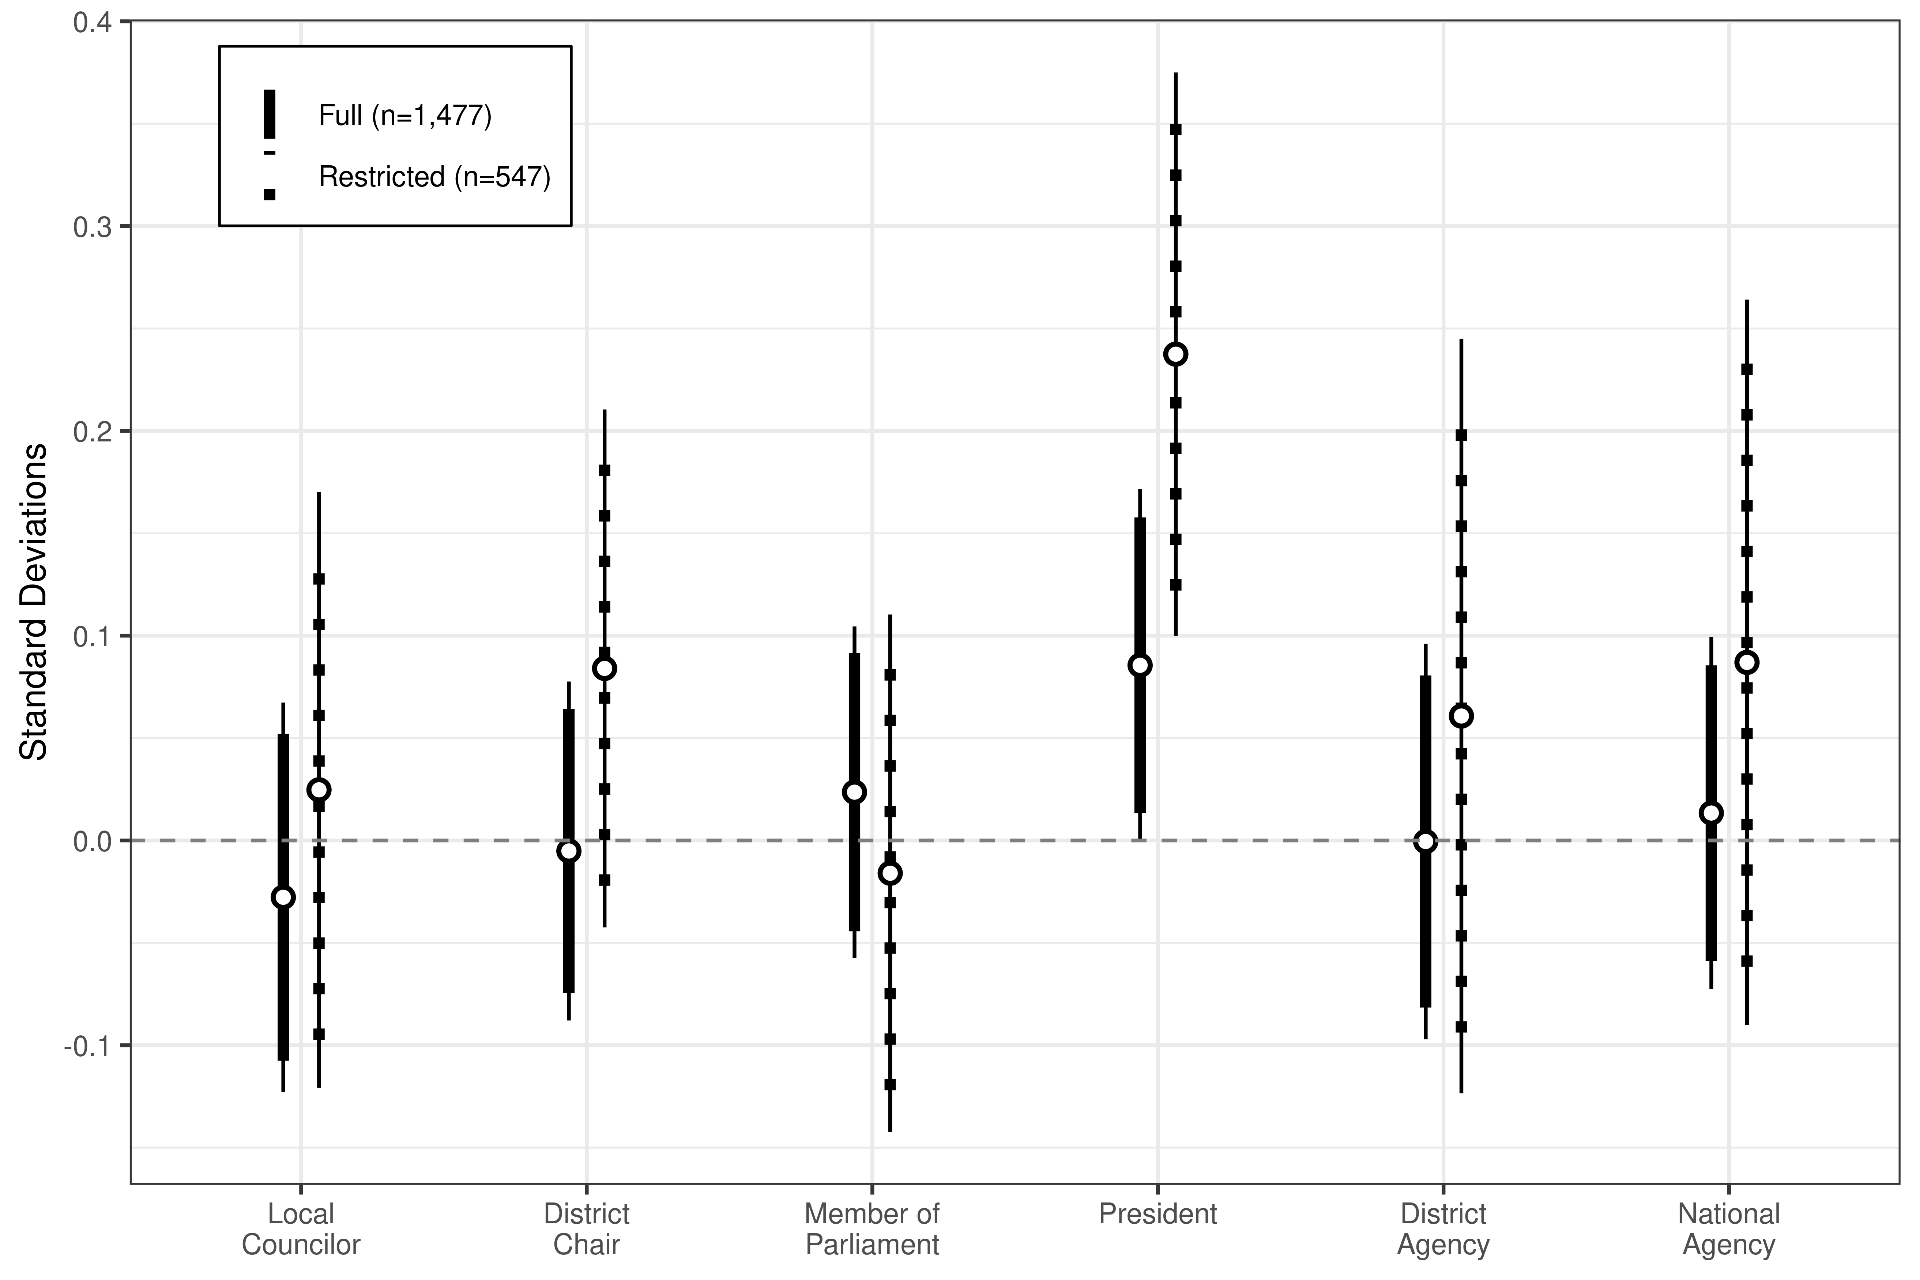 0.4
0.3
0.2
0.1
0.0
-0.1
Standard Deviations
Full (n=1,477)
Restricted (n=547)
Local
Councilor
District
Chair
Member of
Parliament
President
District
Agency
National
Agency